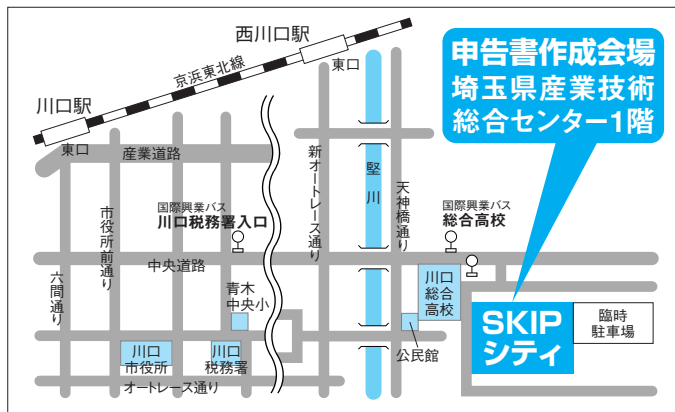 西川口駅
東口
京浜東北線
川口駅
東口
申告書作成会場
埼玉県産業技術
総合センター1階
産業道路
新オートレース通り
堅川
天神橋通り
市役所前通り
国際興業バス
川口税務署入口
国際興業バス
総合高校
六間通り
中央道路
青木
中央小
川口
総合
高校
SKIP
シティ
臨時
駐車場
川口
市役所
川口
税務署
公民館
オートレース通り